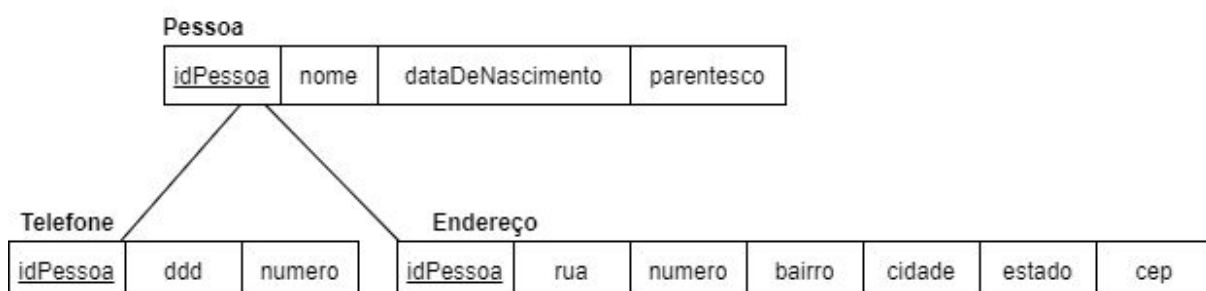 Pessoa
idPessoa nome dataDeNascimento parentesco
Telefone Endereço
idPessoa ddd numero idPessoa rua numero bairro cidade estado cep